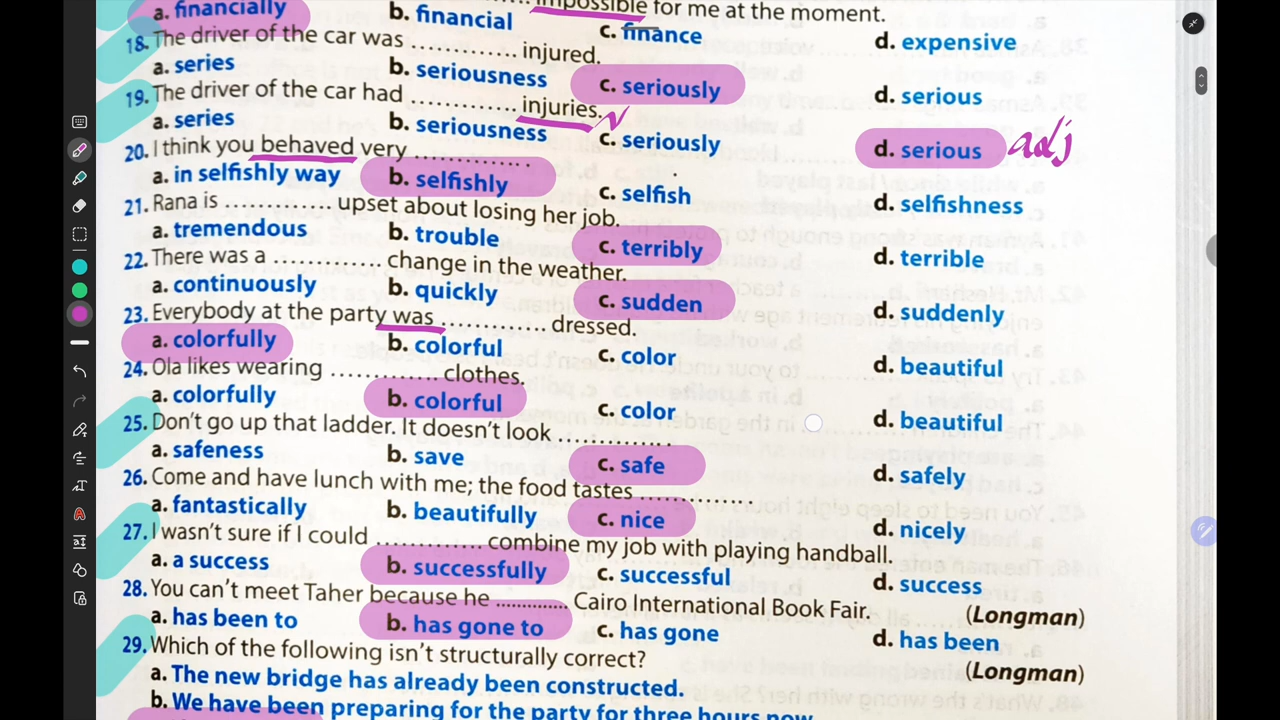 impossible for me at the moment.
a. financially b. financial c. finance d. expensive
18. The driver of the car was .............. injured.
a. series b. seriousness c. seriously d. serious
19. The driver of the car had .............. injuries.
a. series b. seriousness c. seriously d. serious adj
20. I think you behaved very ...............
a. in selfishly way b. selfishly c. selfish d. selfishness
21. Rana is .............. upset about losing her job.
a. tremendous b. trouble c. terribly d. terrible
22. There was a .............. change in the weather.
a. continuously b. quickly c. sudden d. suddenly
23. Everybody at the party was .............. dressed.
a. colorfully b. colorful c. color d. beautiful
24. Ola likes wearing .............. clothes.
a. colorfully b. colorful c. color d. beautiful
25. Don't go up that ladder. It doesn't look ...............
a. safeness b. save c. safe d. safely
26. Come and have lunch with me; the food tastes ...............
a. fantastically b. beautifully c. nice d. nicely
27. I wasn't sure if I could .............. combine my job with playing handball.
a. a success b. successfully c. successful d. success
28. You can't meet Taher because he .............. Cairo International Book Fair. (Longman)
a. has been to b. has gone to c. has gone d. has been
29. Which of the following isn't structurally correct? (Longman)
a. The new bridge has already been constructed.
b. We have been preparing for the party for three hours now.